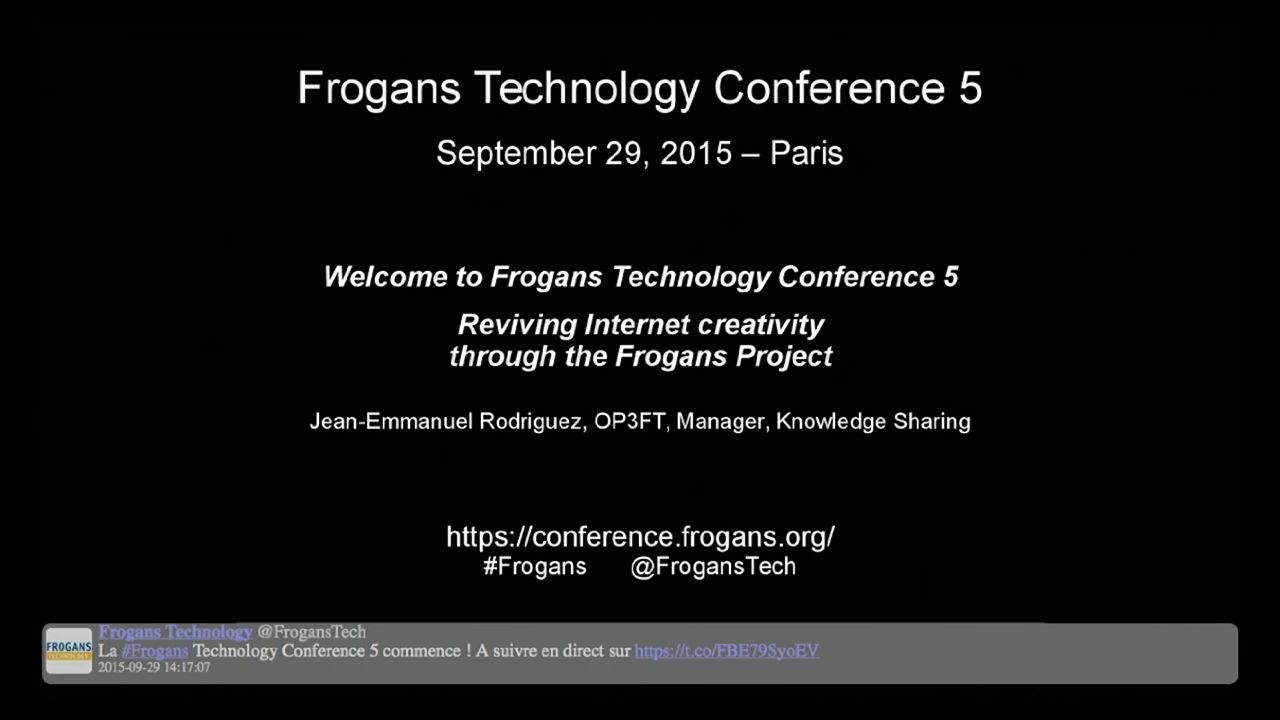 Frogans Technology Conference 5
September 29, 2015 – Paris
Welcome to Frogans Technology Conference 5
Reviving Internet creativity
through the Frogans Project
Jean-Emmanuel Rodriguez, OP3FT, Manager, Knowledge Sharing
https://conference.frogans.org/
#Frogans @FrogansTech
Frogans Technology @FrogansTech
FROGANS
TECHNOLOGY
La #Frogans Technology Conference 5 commence ! A suivre en direct sur https://t.co/FBE79SyoEV
2015-09-29 14:17:07